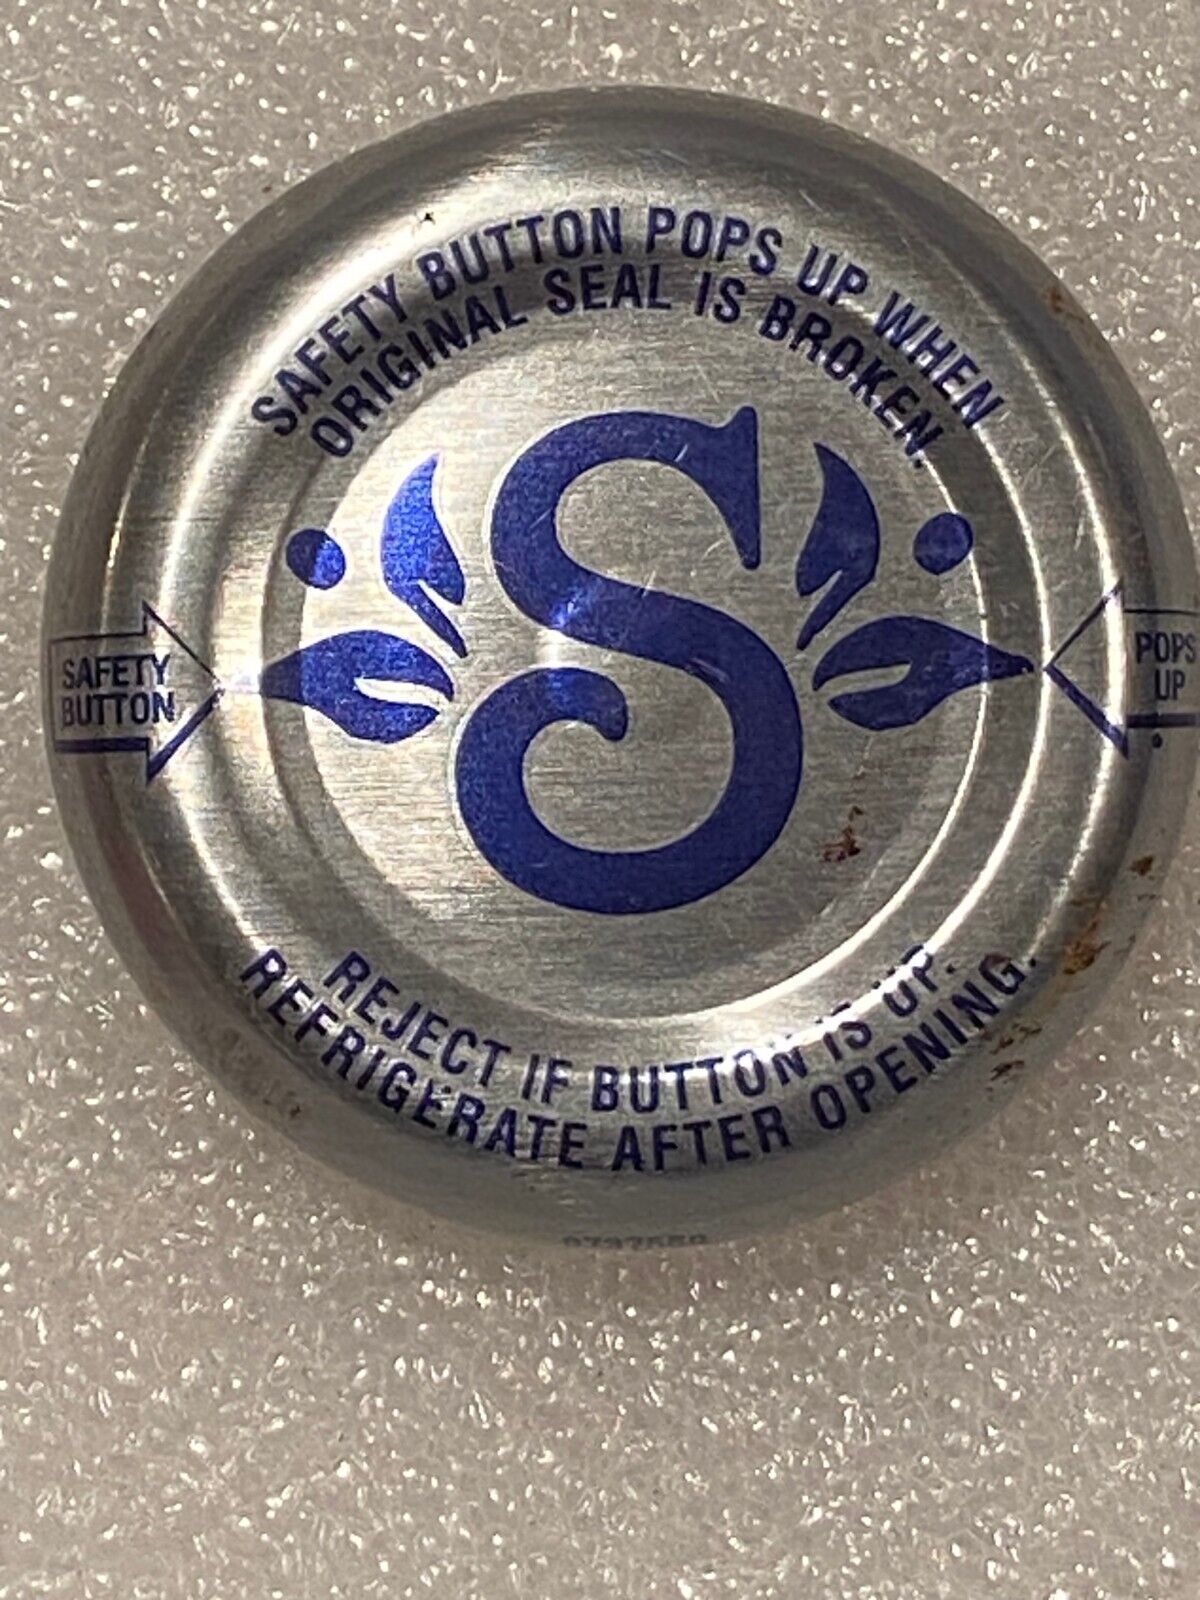 SAFETY BUTTON POPS UP WHEN
ORIGINAL SEAL IS BROKEN.
S
SAFETY
BUTTON
POPS
UP
REJECT IF BUTTON IS UP.
REFRIGERATE AFTER OPENING.